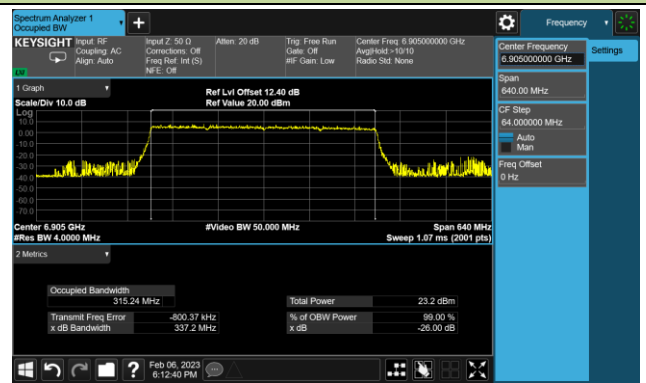 Spectrum Analyzer 1
Occupied BW
Frequency
KEYSIGHT
Input: RF
Coupling: AC
Align: Auto
Input Z: 50 Ω
Corrections: Off
Freq Ref: Int (S)
NFE: Off
Atten: 20 dB
Trig: Free Run
Gate: Off
#IF Gain: Low
Center Freq: 6.905000000 GHz
Avg|Hold:>10/10
Radio Std: None
Center Frequency
6.905000000 GHz
Settings
Span
640.00 MHz
CF Step
64.000000 MHz
Auto
Man
Freq Offset
0 Hz
1 Graph
Scale/Div 10.0 dB
Ref Lvl Offset 12.40 dB
Ref Value 20.00 dBm
Log
10.0
0.00
-10.0
-20.0
-30.0
-40.0
-50.0
-60.0
-70.0
Center 6.905 GHz
#Res BW 4.0000 MHz
#Video BW 50.000 MHz
Span 640 MHz
Sweep 1.07 ms (2001 pts)
2 Metrics
Occupied Bandwidth
315.24 MHz
Total Power 23.2 dBm
Transmit Freq Error -800.37 kHz
% of OBW Power 99.00 %
x dB Bandwidth 337.2 MHz
x dB -26.00 dB
Feb 06, 2023
6:12:40 PM